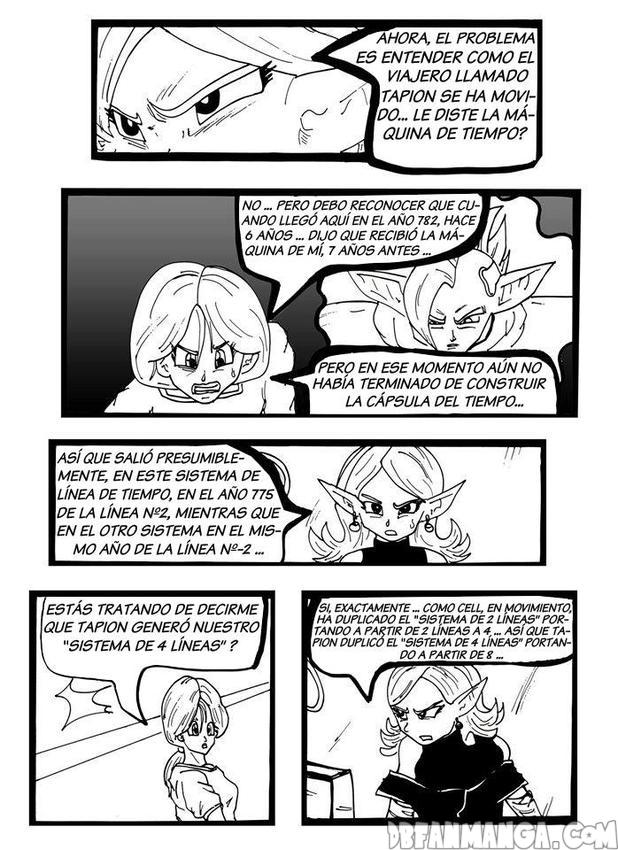 AHORA, EL PROBLEMA
ES ENTENDER COMO EL
VIAJERO LLAMADO
TAPION SE HA MOVI-
DO... LE DISTE LA MÁ-
QUINA DE TIEMPO?
NO ... PERO DEBO RECONOCER QUE CU-
ANDO LLEGÓ AQUÍ EN EL AÑO 782, HACE
6 AÑOS ... DIJO QUE RECIBIÓ LA MÁ-
QUINA DE MÍ, 7 AÑOS ANTES ...
PERO EN ESE MOMENTO AÚN NO
HABÍA TERMINADO DE CONSTRUIR
LA CÁPSULA DEL TIEMPO...
ASÍ QUE SALIÓ PRESUMIBLE-
MENTE, EN ESTE SISTEMA DE
LÍNEA DE TIEMPO, EN EL AÑO 775
DE LA LÍNEA Nº2, MIENTRAS QUE
EN EL OTRO SISTEMA EN EL MIS-
MO AÑO DE LA LÍNEA Nº-2 ...
ESTÁS TRATANDO DE DECIRME
QUE TAPION GENERÓ NUESTRO
"SISTEMA DE 4 LÍNEAS" ?
SI, EXACTAMENTE ... COMO CELL, EN MOVIMIENTO,
HA DUPLICADO EL "SISTEMA DE 2 LÍNEAS" POR-
TANDO A PARTIR DE 2 LÍNEAS A 4 ... ASÍ QUE TA-
PION DUPLICÓ EL "SISTEMA DE 4 LÍNEAS" PORTAN-
DO A PARTIR DE 8 ...
DBFANMANGA.COM